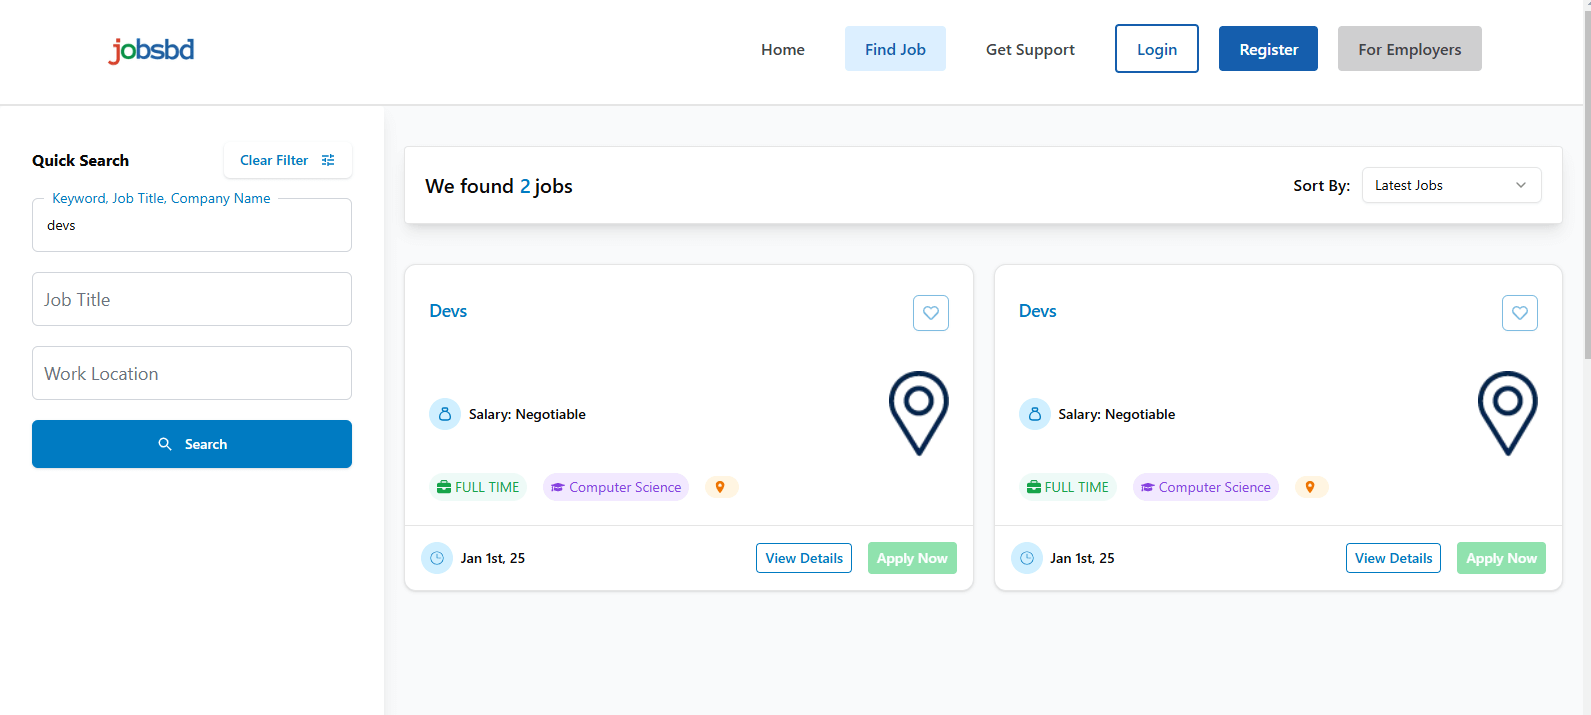 jobsbd
Home
Find Job
Get Support
Login
Register
For Employers
Quick Search
Clear Filter
Keyword, Job Title, Company Name
devs
Job Title
Work Location
Search
We found 2 jobs
Sort By:
Latest Jobs
Devs
Salary: Negotiable
FULL TIME
Computer Science
Jan 1st, 25
View Details
Apply Now
Devs
Salary: Negotiable
FULL TIME
Computer Science
Jan 1st, 25
View Details
Apply Now